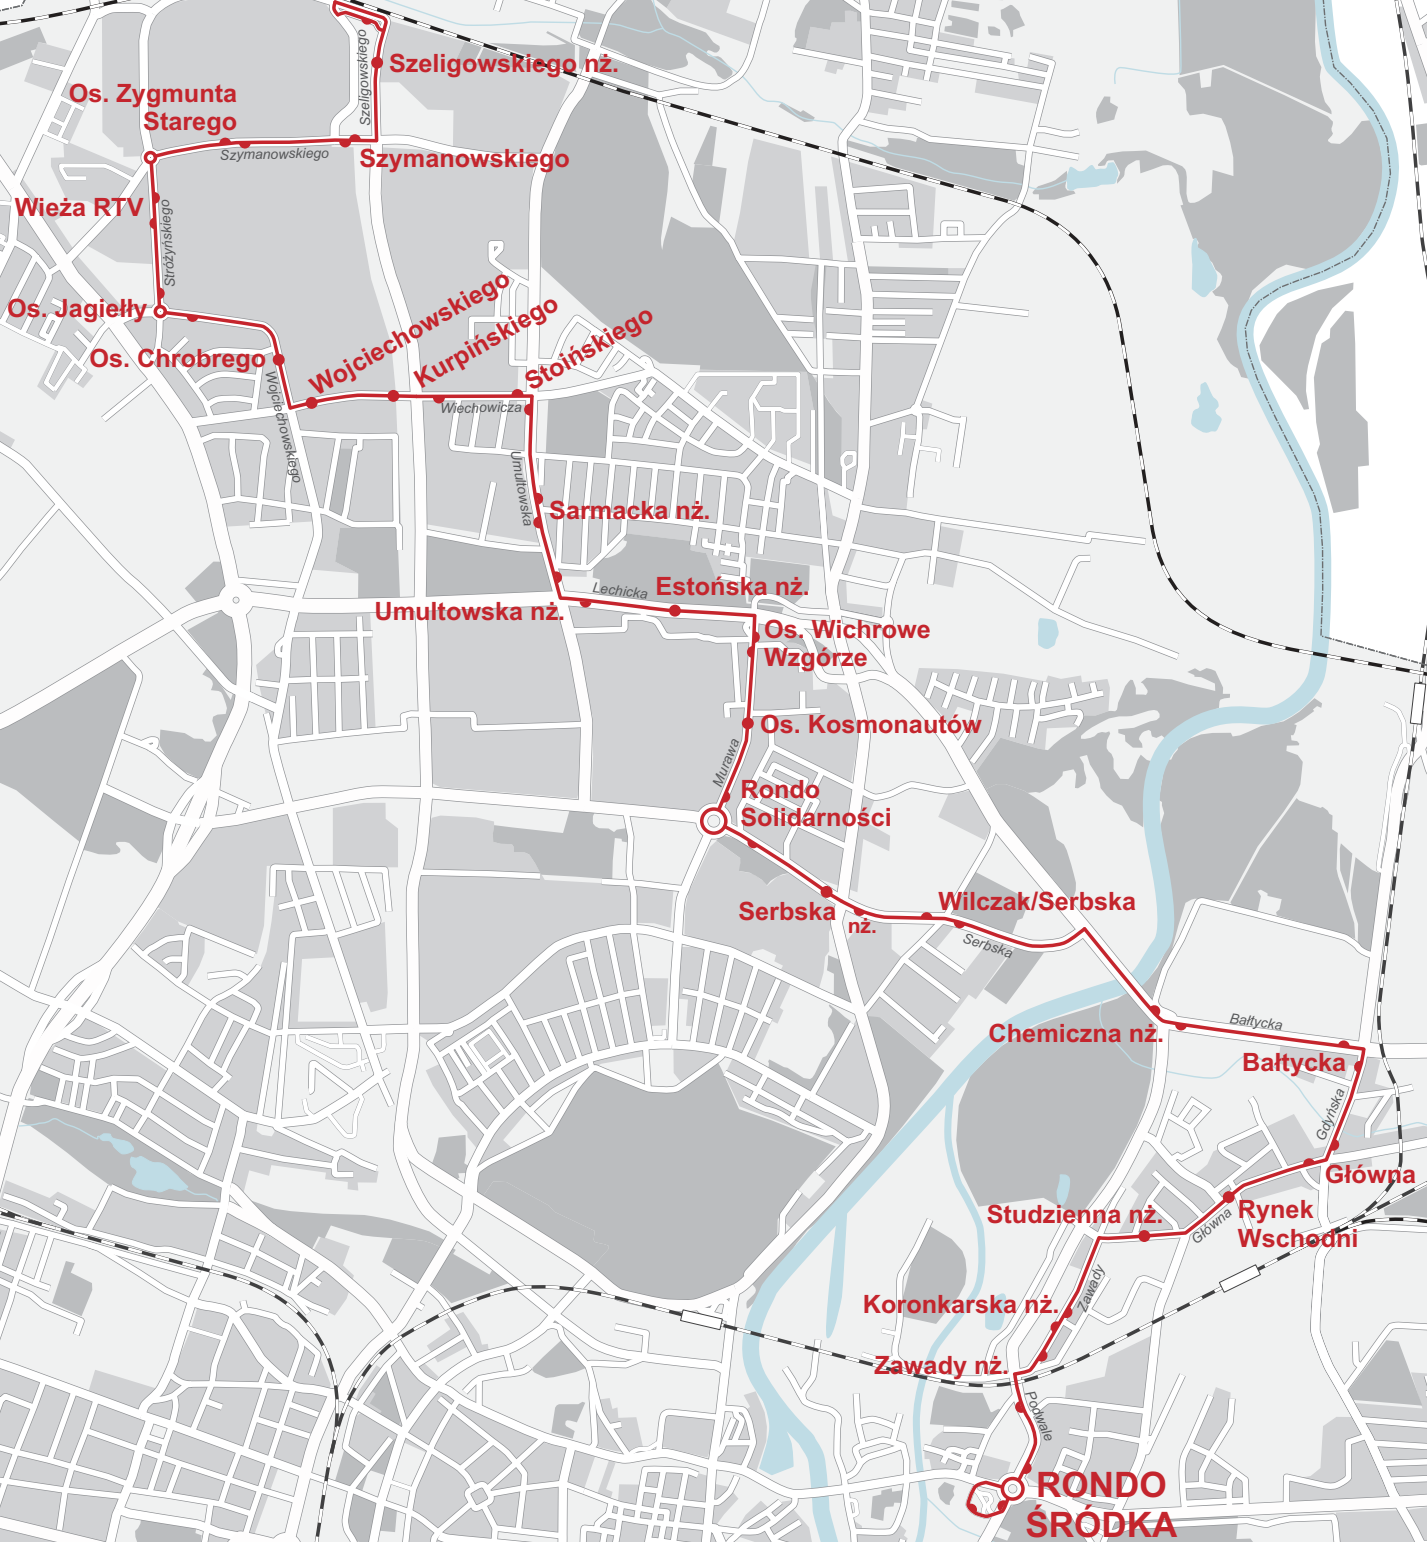 Szeligowskiego
Szeligowskiego nż.
Os. Zygmunta
Starego
Szymanowskiego
Szymanowskiego
Wieża RTV
Stróżyńskiego
Os. Jagiełły
Os. Chrobrego
Wojciechowskiego
Wojciechowskiego
Kurpińskiego
Stoińskiego
Wiechowicza
Umultowska
Sarmacka nż.
Lechicka
Estońska nż.
Umultowska nż.
Os. Wichrowe
Wzgórze
Os. Kosmonautów
Murawa
Rondo
Solidarności
Serbska
nż.
Wilczak/Serbska
Serbska
Chemiczna nż.
Bałtycka
Bałtycka
Gdyńska
Główna
Rynek
Wschodni
Główna
Studzienna nż.
Zawady
Koronkarska nż.
Zawady nż.
Podwale
RONDO
ŚRÓDKA